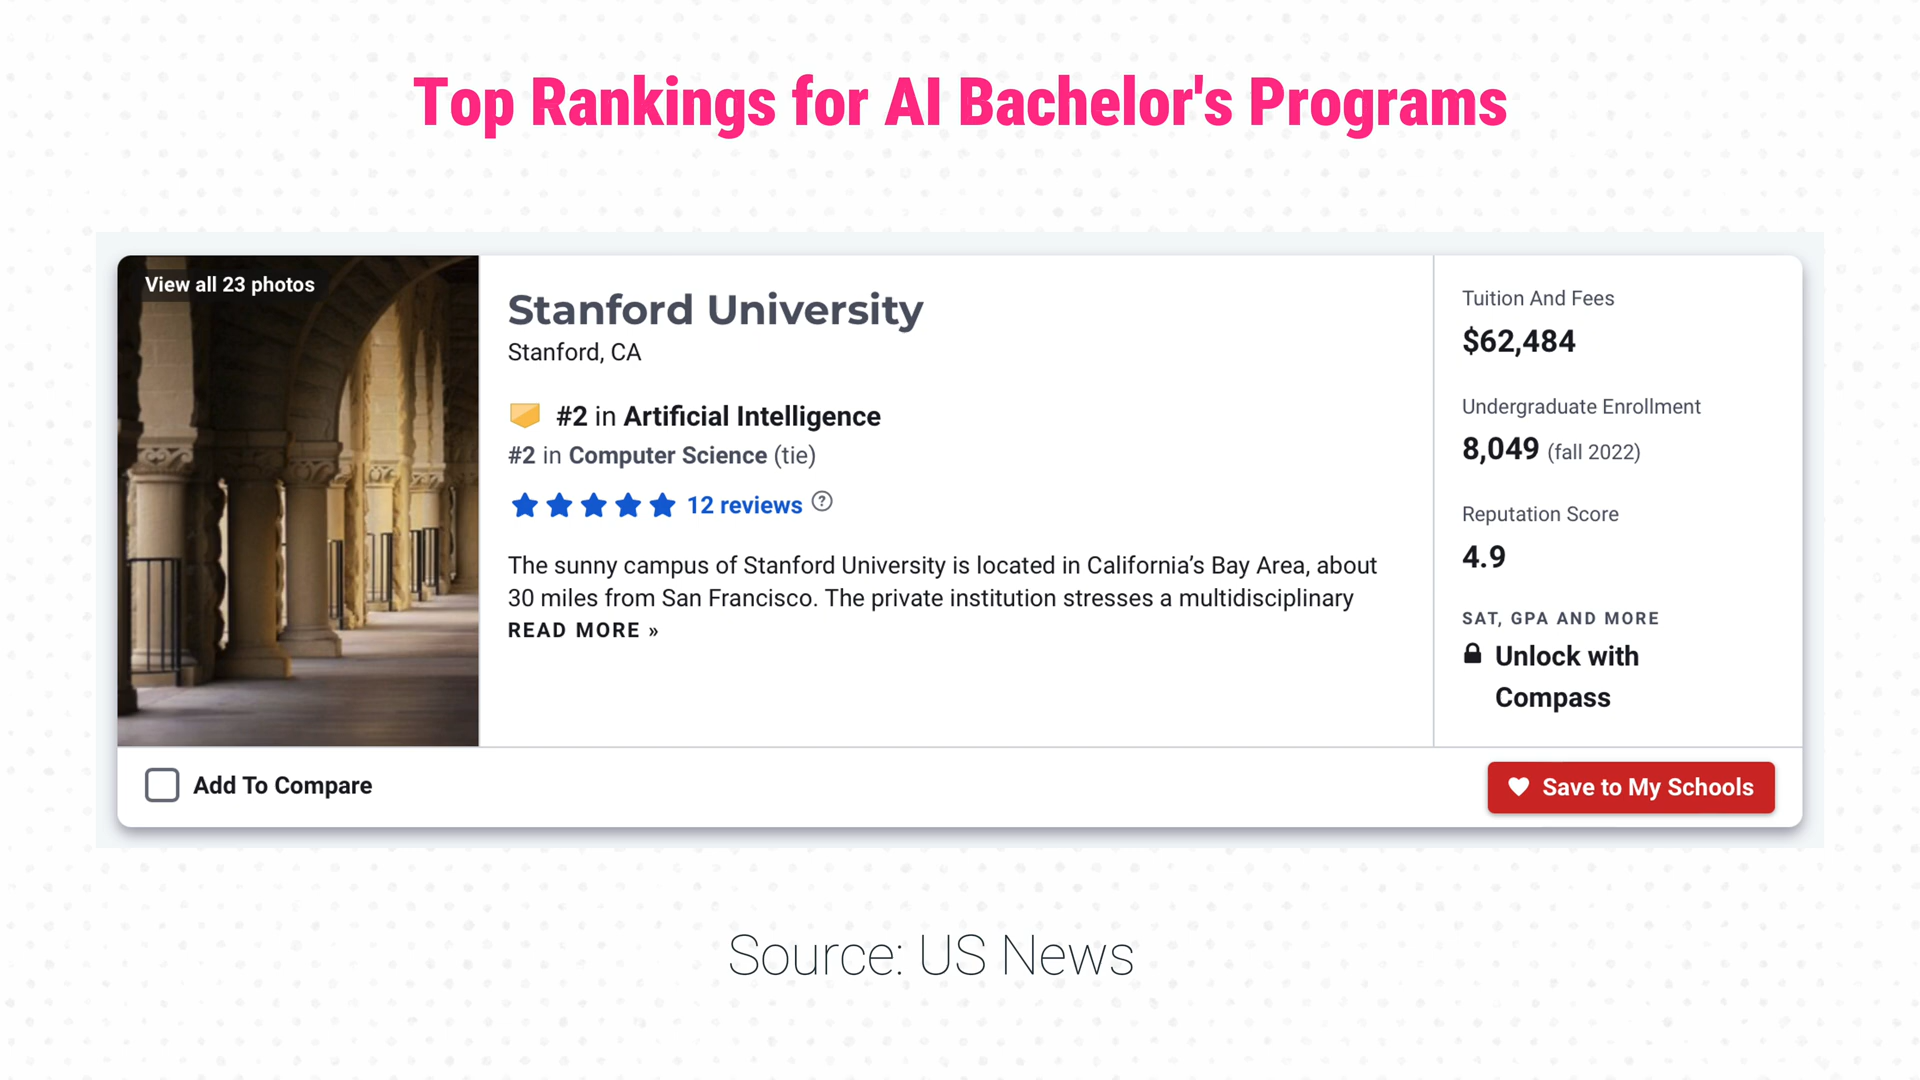 Top Rankings for AI Bachelor's Programs
View all 23 photos
Stanford University
Stanford, CA
#2 in Artificial Intelligence
#2 in Computer Science (tie)
12 reviews ?
The sunny campus of Stanford University is located in California’s Bay Area, about
30 miles from San Francisco. The private institution stresses a multidisciplinary
READ MORE »
Tuition And Fees
$62,484
Undergraduate Enrollment
8,049 (fall 2022)
Reputation Score
4.9
SAT, GPA AND MORE
Unlock with
Compass
Add To Compare
Save to My Schools
Source: US News